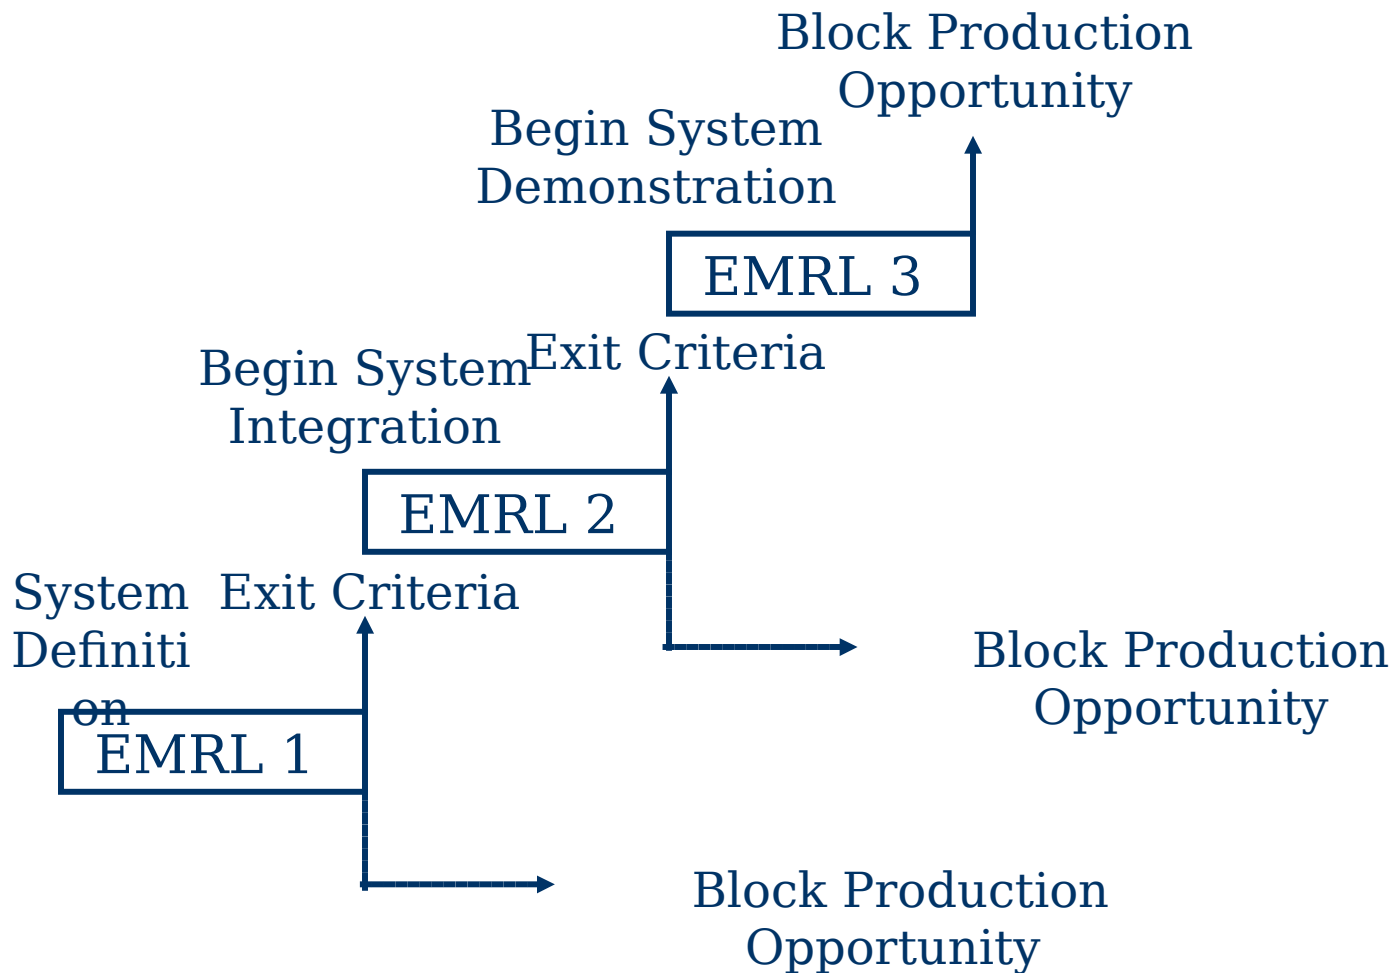 Block Production
Opportunity
Begin System
Demonstration
EMRL 3
Exit Criteria
Begin System
Integration
EMRL 2
System
Definiti
on
Exit Criteria
EMRL 1
Block Production
Opportunity
Block Production
Opportunity